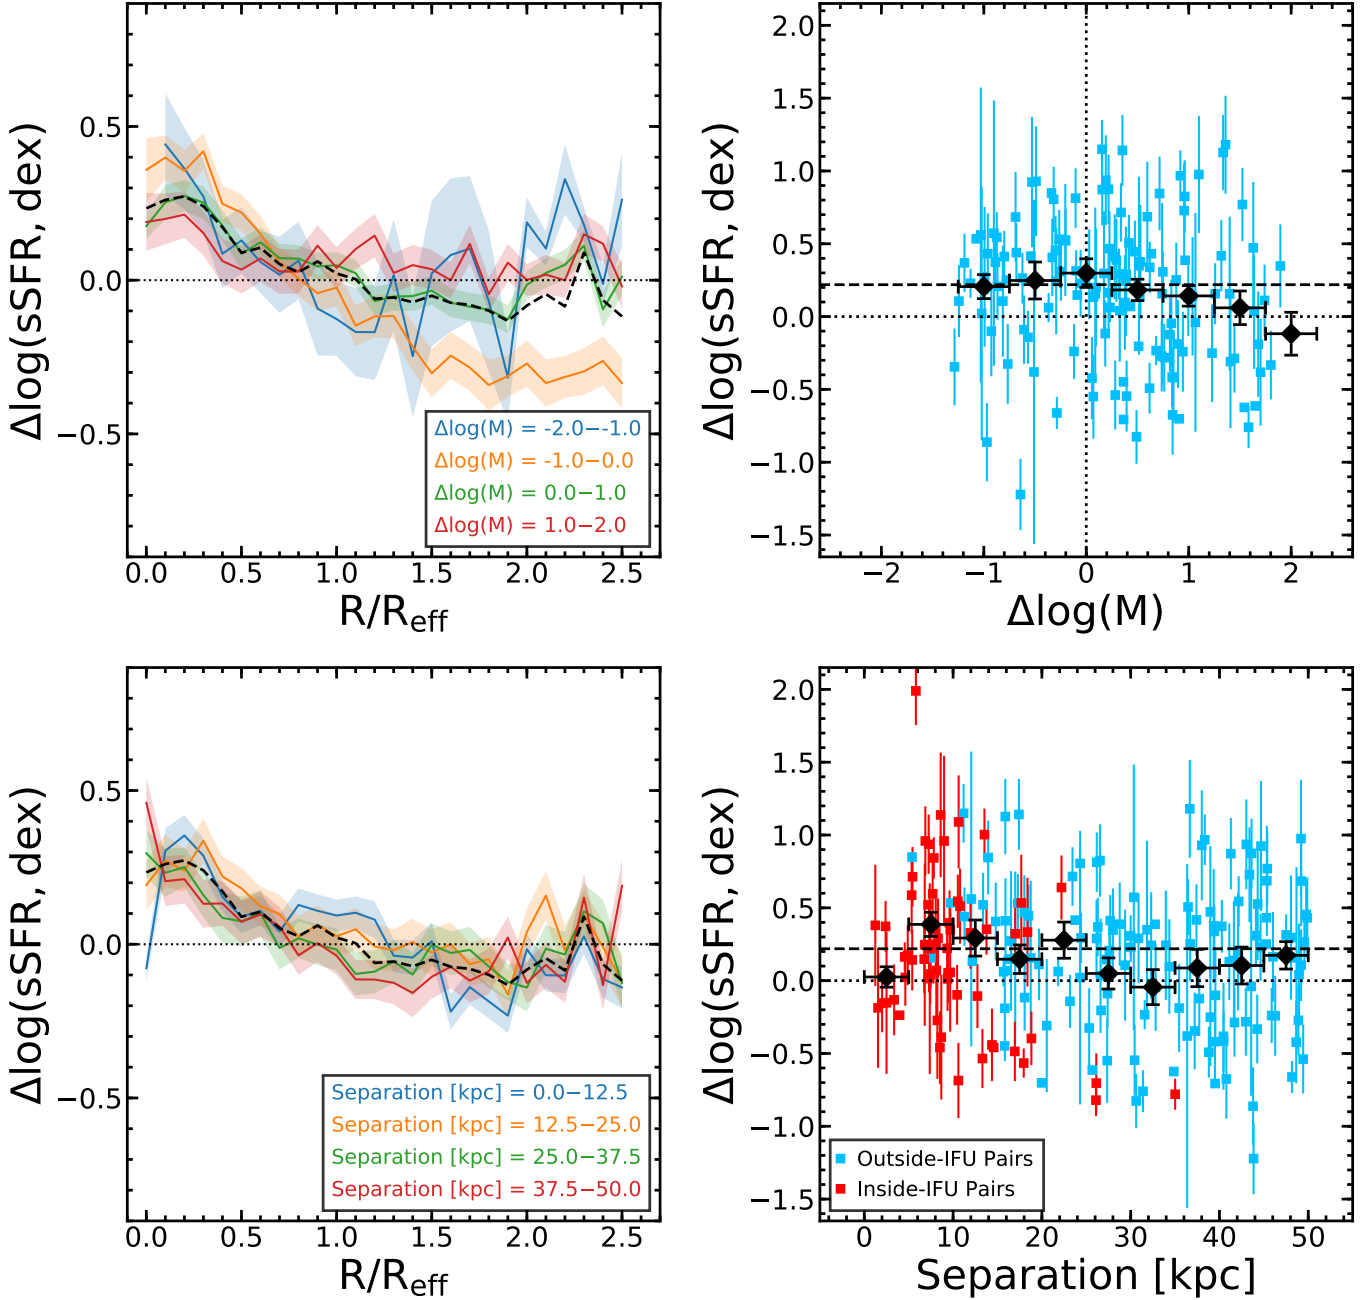 0.5
0.0
−0.5
Δlog(sSFR, dex)
Δlog(M) = -2.0−-1.0
Δlog(M) = -1.0−0.0
Δlog(M) = 0.0−1.0
Δlog(M) = 1.0−2.0
0.0 0.5 1.0 1.5 2.0 2.5
R/Reff
2.0
1.5
1.0
0.5
0.0
−0.5
−1.0
−1.5
Δlog(sSFR, dex)
−2 −1 0 1 2
Δlog(M)
0.5
0.0
−0.5
Δlog(sSFR, dex)
Separation [kpc] = 0.0−12.5
Separation [kpc] = 12.5−25.0
Separation [kpc] = 25.0−37.5
Separation [kpc] = 37.5−50.0
0.0 0.5 1.0 1.5 2.0 2.5
R/Reff
2.0
1.5
1.0
0.5
0.0
−0.5
−1.0
−1.5
Δlog(sSFR, dex)
Outside-IFU Pairs
Inside-IFU Pairs
0 10 20 30 40 50
Separation [kpc]